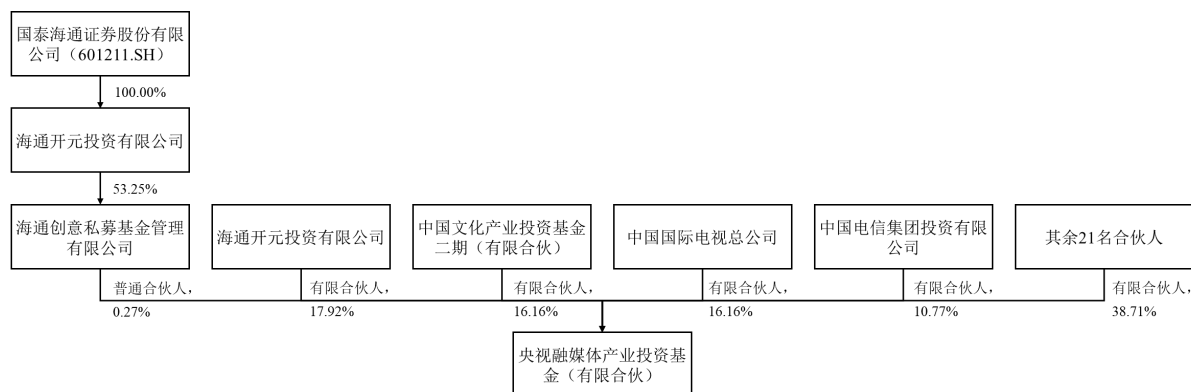 国泰海通证券股份有限
公司（601211.SH）
100.00%
海通开元投资有限公司
53.25%
海通创意私募基金管理
有限公司
海通开元投资有限公司
中国文化产业投资基金
二期（有限合伙）
中国国际电视总公司
中国电信集团投资有限
公司
其余21名合伙人
普通合伙人，
0.27%
有限合伙人，
17.92%
有限合伙人，
16.16%
有限合伙人，
16.16%
有限合伙人，
10.77%
有限合伙人，
38.71%
央视融媒体产业投资基
金（有限合伙）